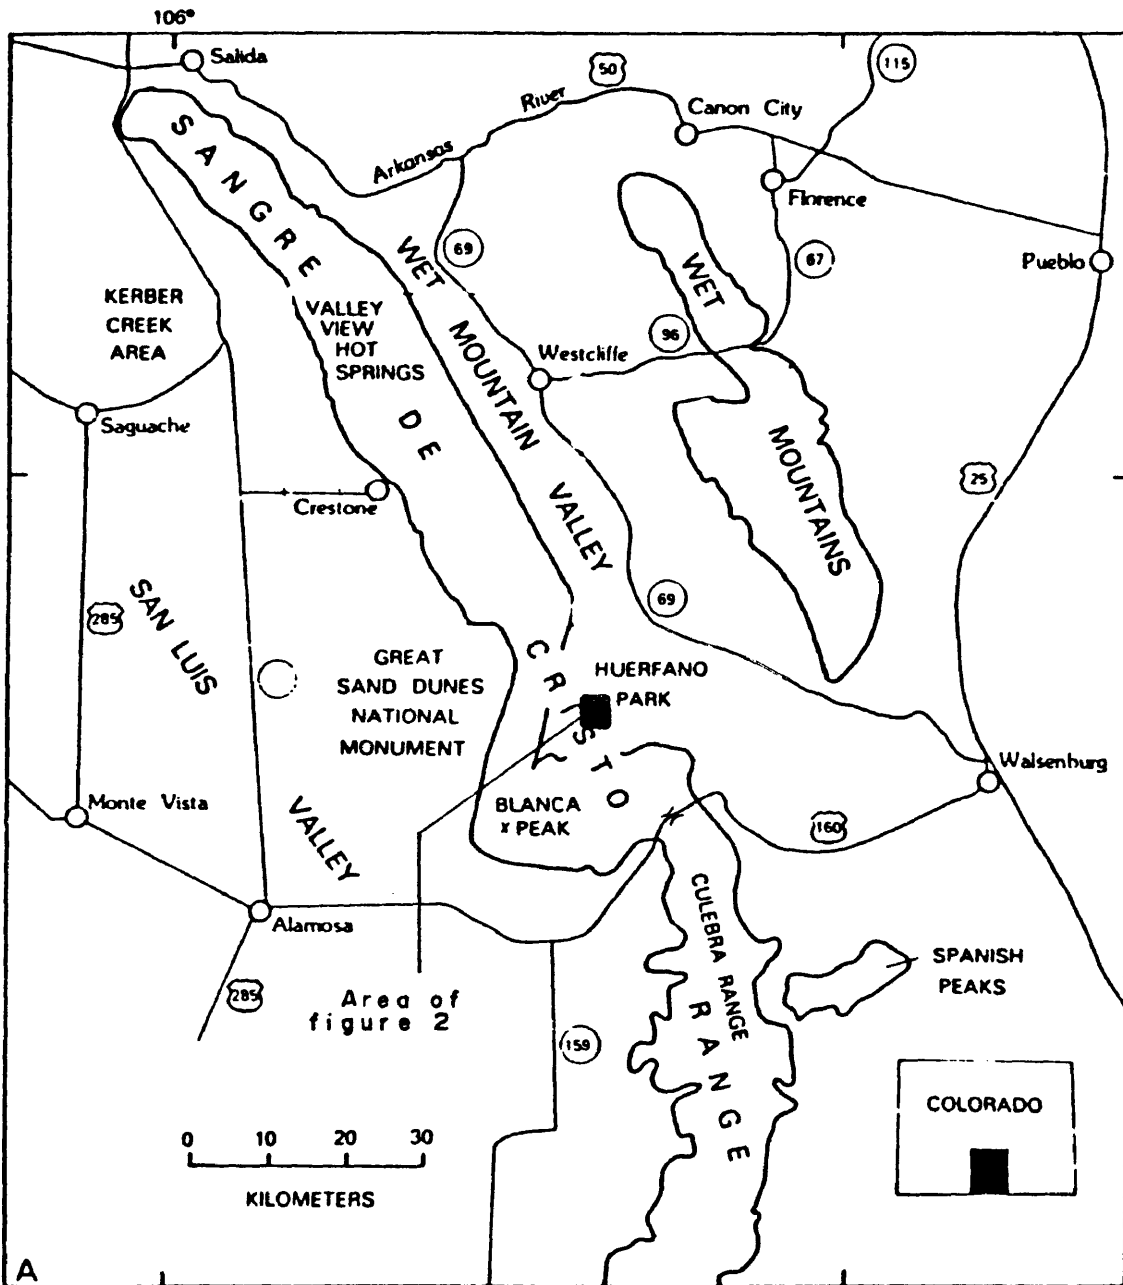 106°
Salida
50
115
River
Canon City
Arkansas
Florence
SANGRE DE CRISTO RANGE
WET MOUNTAIN VALLEY
69
67
WET MOUNTAINS
Pueblo
KERBER
CREEK
AREA
VALLEY
VIEW
HOT
SPRINGS
96
Westcliffe
Saguache
Crestone
25
SAN LUIS VALLEY
285
69
GREAT
SAND DUNES
NATIONAL
MONUMENT
HUERFANO
PARK
Walsenburg
Monte Vista
BLANCA
x PEAK
160
Alamosa
CULEBRA RANGE
285
Area of
figure 2
SPANISH
PEAKS
159
COLORADO
0 10 20 30
KILOMETERS
A